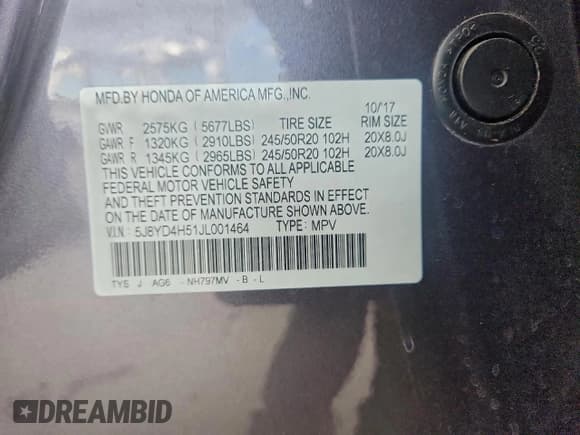 MFD.BY HONDA OF AMERICA MFG.,INC.
10/17
GVWR 2575KG ( 5677LBS) TIRE SIZE RIM SIZE
GAWR F 1320KG ( 2910LBS) 245/50R20 102H 20X8.0J
GAWR R 1345KG ( 2965LBS) 245/50R20 102H 20X8.0J
THIS VEHICLE CONFORMS TO ALL APPLICABLE
FEDERAL MOTOR VEHICLE SAFETY
AND THEFT PREVENTION STANDARDS IN EFFECT
ON THE DATE OF MANUFACTURE SHOWN ABOVE.
V.I.N: 5J8YD4H51JL001464 TYPE: MPV
TYS J AG6 -NH797MV -B -L
DREAMBID